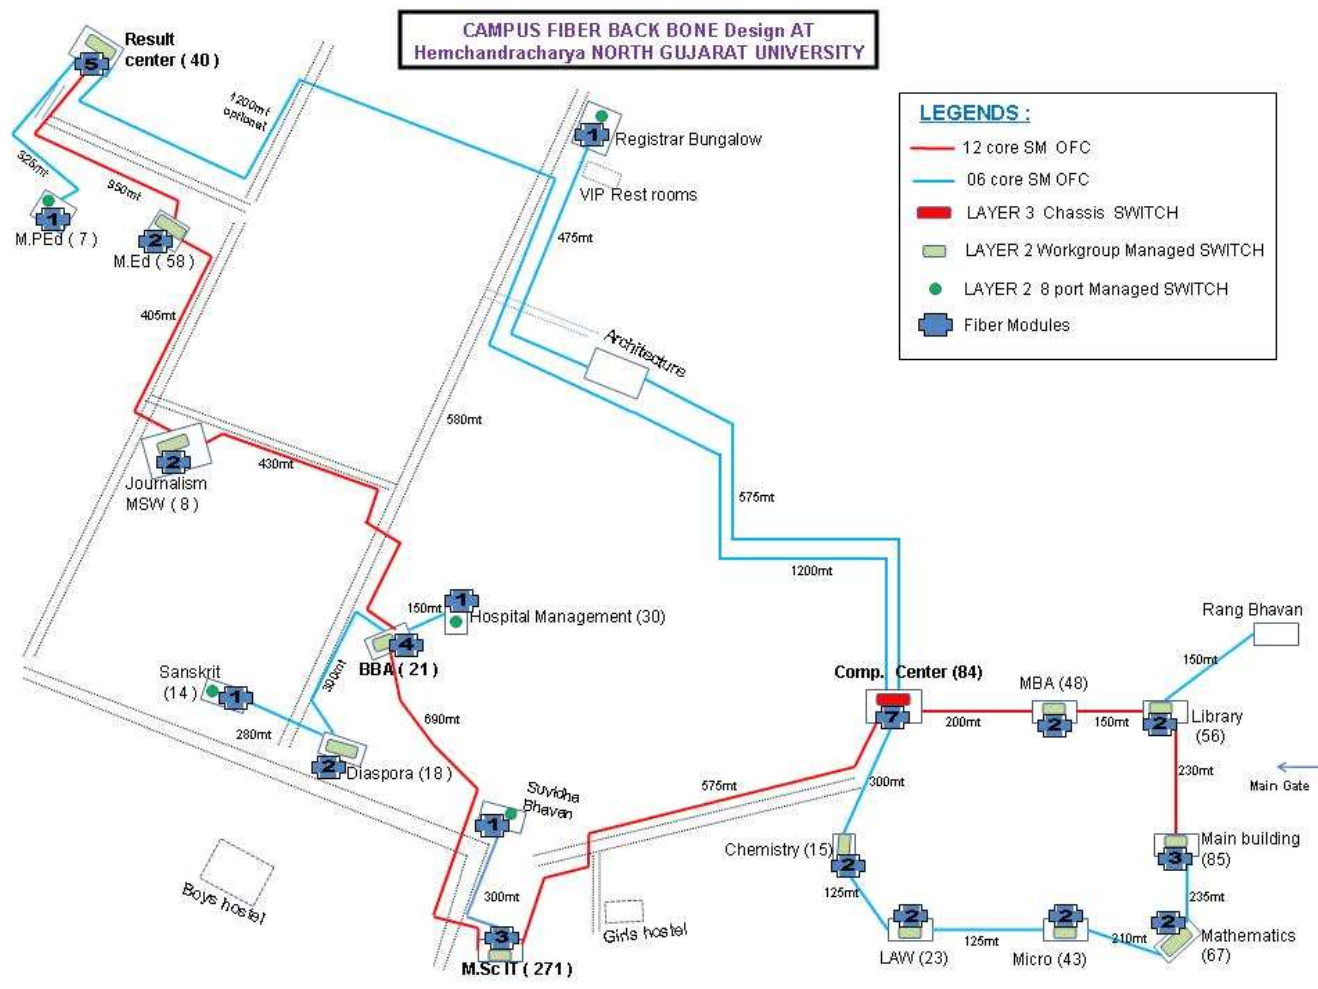 CAMPUS FIBER BACK BONE Design AT
Hemchandracharya NORTH GUJARAT UNIVERSITY
LEGENDS :
12 core SM OFC
06 core SM OFC
LAYER 3 Chassis SWITCH
LAYER 2 Workgroup Managed SWITCH
LAYER 2 8 port Managed SWITCH
Fiber Modules
Result
center ( 40 )
5
1200mt
optional
325mt
950mt
1
M.PEd ( 7 )
2
M.Ed ( 58 )
1
Registrar Bungalow
VIP Rest rooms
475mt
405mt
Architecture
580mt
430mt
2
Journalism
MSW ( 8 )
575mt
1200mt
150mt
1
Hospital Management (30)
4
BBA ( 21 )
300mt
Sanskrit
( 14 )
1
280mt
2
Diaspora (18 )
690mt
Rang Bhavan
150mt
Comp. Center (84)
7
200mt
MBA (48)
2
150mt
2
Library
(56)
230mt
Main Gate
575mt
300mt
Suvidha
Bhavan
1
300mt
Boys hostel
Girls hostel
3
M.Sc IT ( 271 )
Chemistry (15)
2
125mt
2
LAW (23)
125mt
2
Micro (43)
210mt
2
Mathematics
(67)
235mt
3
Main building
(85)